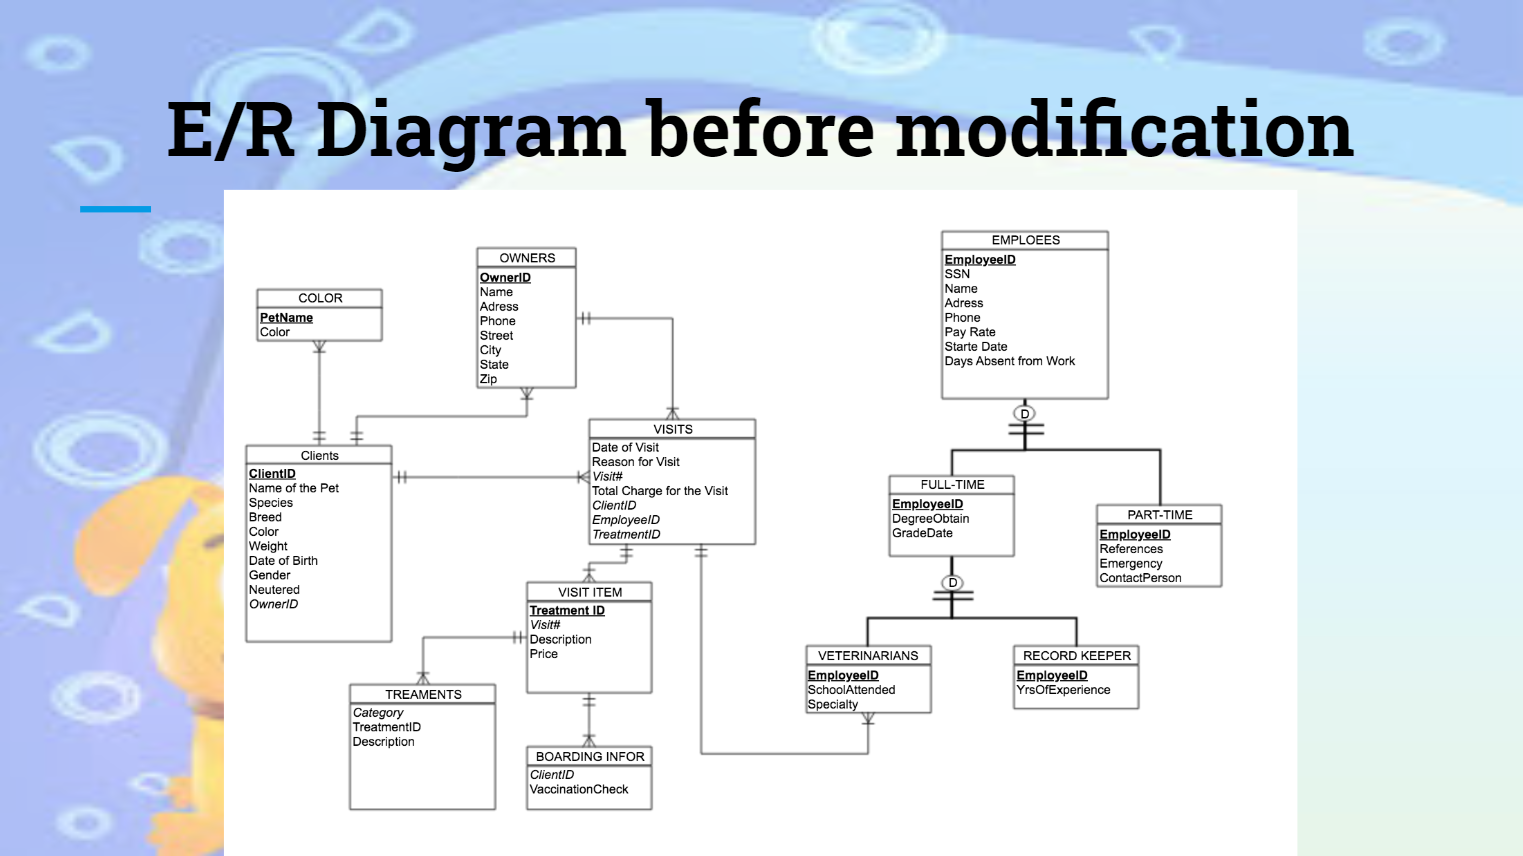 E/R Diagram before modification
COLOR
PetName
Color
OWNERS
OwnerID
Name
Adress
Phone
Street
City
State
Zip
EMPLOEES
EmployeeID
SSN
Name
Adress
Phone
Pay Rate
Starte Date
Days Absent from Work
D
Clients
ClientID
Name of the Pet
Species
Breed
Color
Weight
Date of Birth
Gender
Neutered
OwnerID
VISITS
Date of Visit
Reason for Visit
Visit#
Total Charge for the Visit
ClientID
EmployeeID
TreatmentID
FULL-TIME
EmployeeID
DegreeObtain
GradeDate
PART-TIME
EmployeeID
References
Emergency
ContactPerson
D
VISIT ITEM
Treatment ID
Visit#
Description
Price
VETERINARIANS
EmployeeID
SchoolAttended
Specialty
RECORD KEEPER
EmployeeID
YrsOfExperience
TREAMENTS
Category
TreatmentID
Description
BOARDING INFOR
ClientID
VaccinationCheck